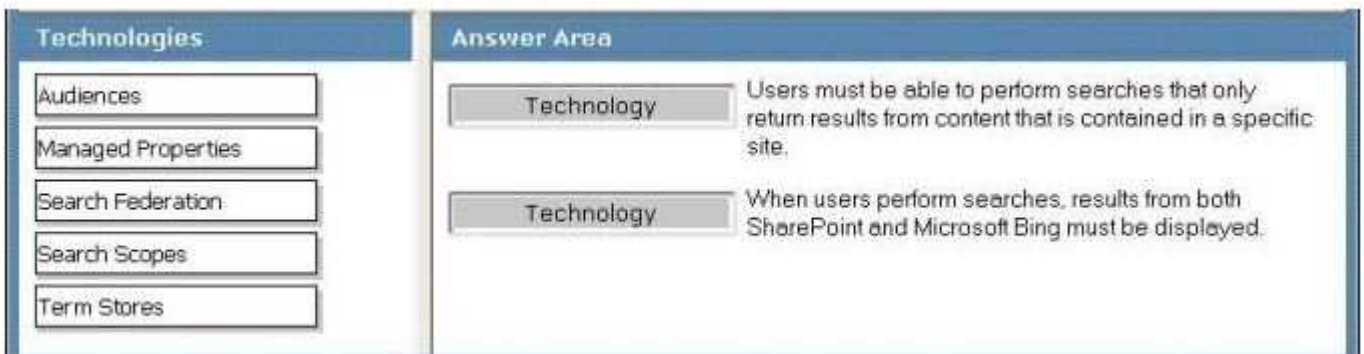 Technologies
Audiences
Managed Properties
Search Federation
Search Scopes
Term Stores
Answer Area
Technology
Users must be able to perform searches that only
return results from content that is contained in a specific
site.
Technology
When users perform searches, results from both
SharePoint and Microsoft Bing must be displayed.